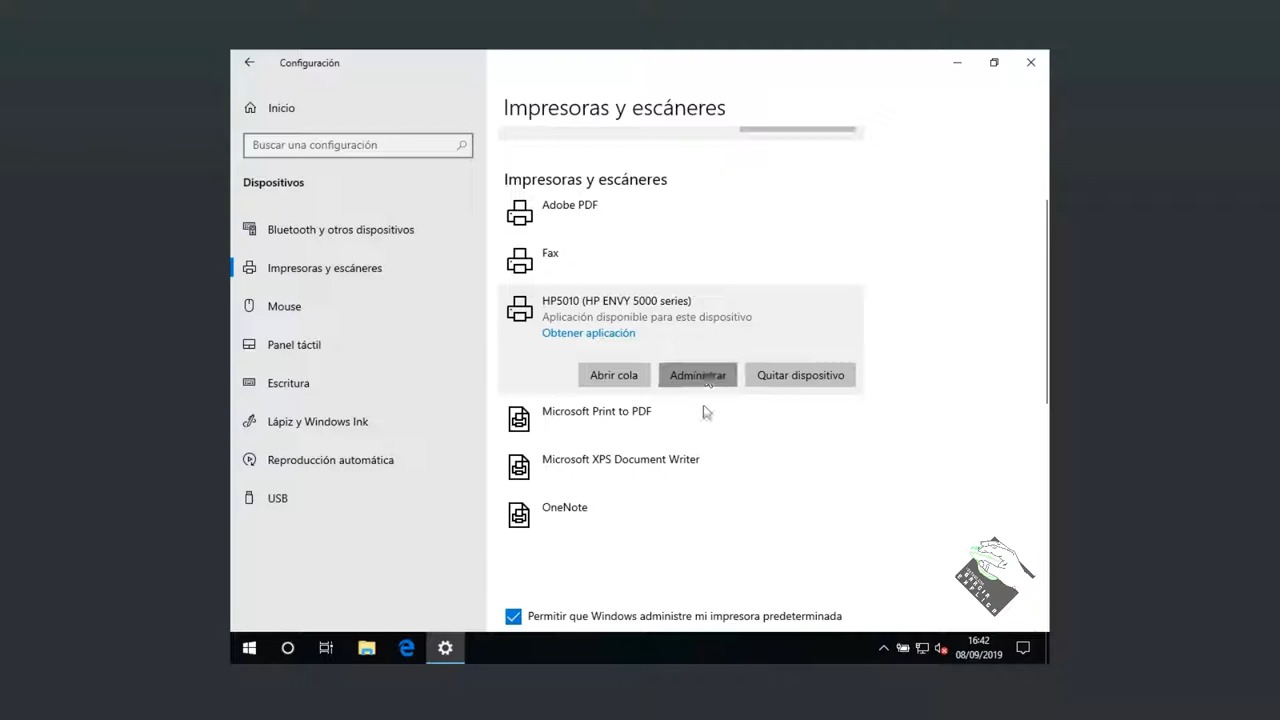 Configuración
Inicio
Impresoras y escáneres
Buscar una configuración
Dispositivos
Bluetooth y otros dispositivos
Impresoras y escáneres
Mouse
Panel táctil
Escritura
Lápiz y Windows Ink
Reproducción automática
USB
Impresoras y escáneres
Adobe PDF
Fax
HP5010 (HP ENVY 5000 series)
Aplicación disponible para este dispositivo
Obtener aplicación
Abrir cola
Administrar
Quitar dispositivo
Microsoft Print to PDF
Microsoft XPS Document Writer
OneNote
GARCIA
EXPLICA
Permitir que Windows administre mi impresora predeterminada
16:42
08/09/2019